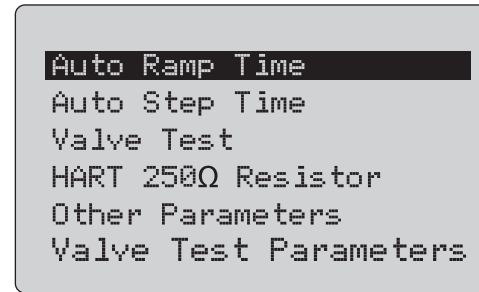 Auto Ramp Time
Auto Step Time
Valve Test
HART 250Ω Resistor
Other Parameters
Valve Test Parameters